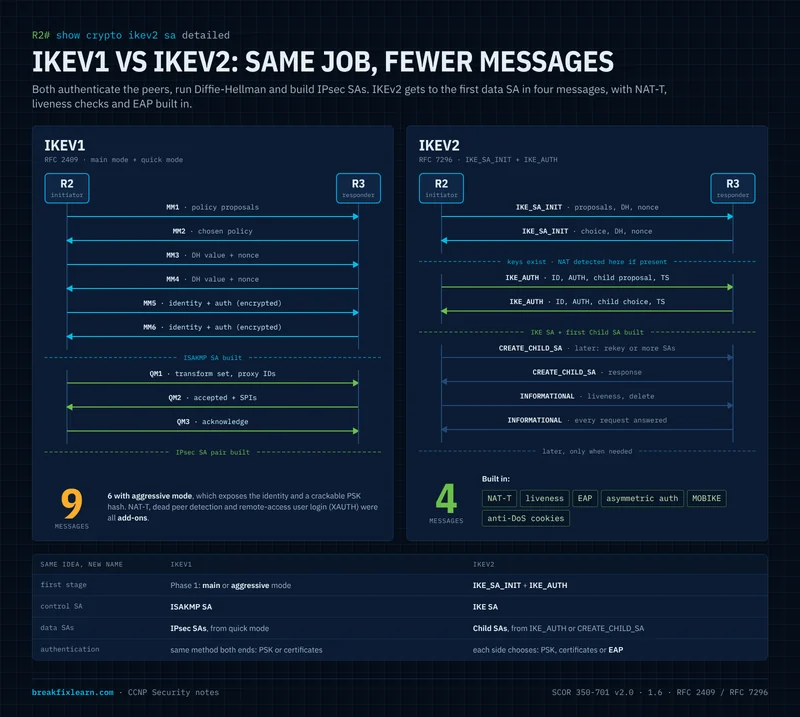 R2# show crypto ikev2 sa detailed
IKEV1 VS IKEV2: SAME JOB, FEWER MESSAGES
Both authenticate the peers, run Diffie-Hellman and build IPsec SAs. IKEv2 gets to the first data SA in four messages, with NAT-T,
liveness checks and EAP built in.
IKEV1
RFC 2409 · main mode + quick mode
R2
initiator
R3
responder
MM1 · policy proposals
MM2 · chosen policy
MM3 · DH value + nonce
MM4 · DH value + nonce
MM5 · identity + auth (encrypted)
MM6 · identity + auth (encrypted)
ISAKMP SA built
QM1 · transform set, proxy IDs
QM2 · accepted + SPIs
QM3 · acknowledge
IPsec SA pair built
9
MESSAGES
6 with aggressive mode, which exposes the identity and a crackable PSK
hash. NAT-T, dead peer detection and remote-access user login (XAUTH) were
all add-ons.
IKEV2
RFC 7296 · IKE_SA_INIT + IKE_AUTH
R2
initiator
R3
responder
IKE_SA_INIT · proposals, DH, nonce
IKE_SA_INIT · choice, DH, nonce
keys exist · NAT detected here if present
IKE_AUTH · ID, AUTH, child proposal, TS
IKE_AUTH · ID, AUTH, child choice, TS
IKE SA + first Child SA built
CREATE_CHILD_SA · later: rekey or more SAs
CREATE_CHILD_SA · response
INFORMATIONAL · liveness, delete
INFORMATIONAL · every request answered
later, only when needed
4
MESSAGES
Built in:
NAT-T liveness EAP asymmetric auth MOBIKE
anti-DoS cookies
SAME IDEA, NEW NAME IKEV1 IKEV2
first stage Phase 1: main or aggressive mode IKE_SA_INIT + IKE_AUTH
control SA ISAKMP SA IKE SA
data SAs IPsec SAs, from quick mode Child SAs, from IKE_AUTH or CREATE_CHILD_SA
authentication same method both ends: PSK or certificates each side chooses: PSK, certificates or EAP
breakfixlearn.com · CCNP Security notes
SCOR 350-701 v2.0 · 1.6 · RFC 2409 / RFC 7296